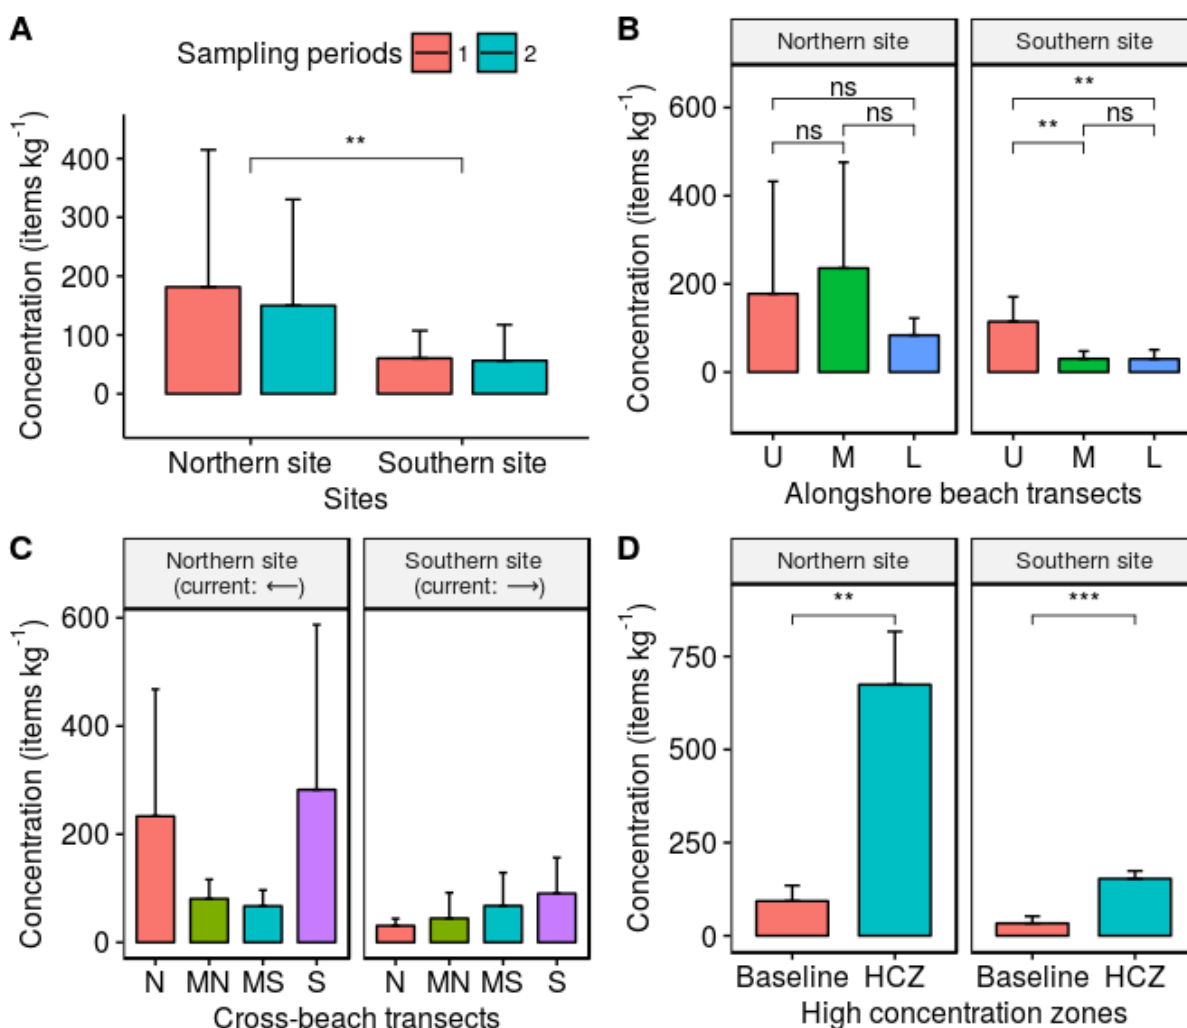 A
Sampling periods 1 2
Concentration (items kg⁻¹)
400
300
200
100
0
**
Northern site Southern site
Sites
B
Northern site Southern site
Concentration (items kg⁻¹)
600
400
200
0
ns
ns
ns
**
**
ns
U M L U M L
Alongshore beach transects
C
Northern site
(current: ←)
Southern site
(current: →)
Concentration (items kg⁻¹)
600
400
200
0
N MN MS S N MN MS S
Cross-beach transects
D
Northern site Southern site
Concentration (items kg⁻¹)
750
500
250
0
** ***
Baseline HCZ Baseline HCZ
High concentration zones